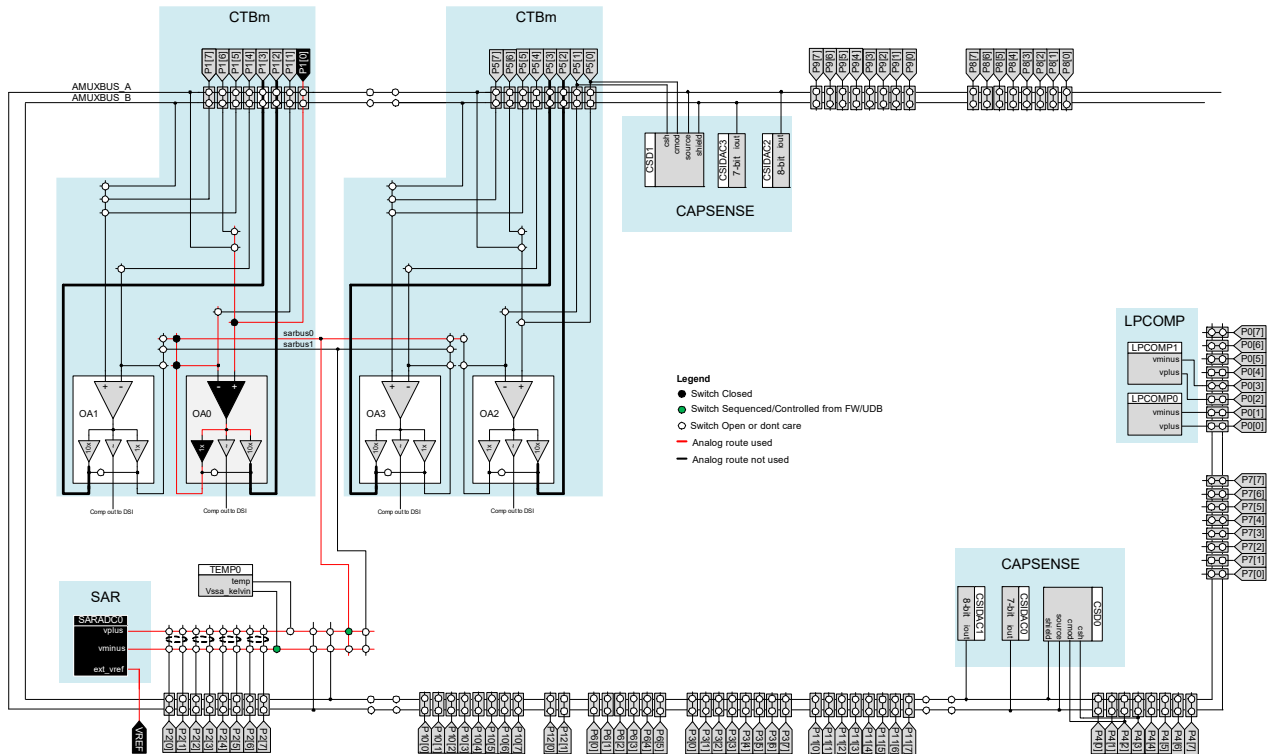 CTBm
CTBm
P1[7]
P1[6]
P1[5]
P1[4]
P1[3]
P1[2]
P1[1]
P1[0]
P5[7]
P5[6]
P5[5]
P5[4]
P5[3]
P5[2]
P5[1]
P5[0]
P9[7]
P9[6]
P9[5]
P9[4]
P9[3]
P9[2]
P9[1]
P9[0]
P8[7]
P8[6]
P8[5]
P8[4]
P8[3]
P8[2]
P8[1]
P8[0]
AMUXBUS_A
AMUXBUS_B
CSD1
csh
cmod
source
shield
CSIDAC3
7-bit
iout
CSIDAC2
8-bit
iout
CAPSENSE
sarbus0
sarbus1
LPCOMP
LPCOMP1
vminus
vplus
LPCOMP0
vminus
vplus
P0[7]
P0[6]
P0[5]
P0[4]
P0[3]
P0[2]
P0[1]
P0[0]
OA1
+
-
10x
1x
OA0
-
+
1x
10x
OA3
+
-
10x
1x
OA2
-
+
1x
10x
Comp out to DSI
Comp out to DSI
Comp out to DSI
Comp out to DSI
Legend
Switch Closed
Switch Sequenced/Controlled from FW/UDB
Switch Open or dont care
Analog route used
Analog route not used
P7[7]
P7[6]
P7[5]
P7[4]
P7[3]
P7[2]
P7[1]
P7[0]
TEMP0
temp
Vssa_kelvin
SAR
SARADC0
vplus
vminus
ext_vref
CAPSENSE
CSIDAC1
8-bit
iout
CSIDAC0
7-bit
iout
CSD0
shield
source
cmod
csh
VREF
P2[0]
P2[1]
P2[2]
P2[3]
P2[4]
P2[5]
P2[6]
P2[7]
P10[0]
P10[1]
P10[2]
P10[3]
P10[4]
P10[5]
P10[6]
P10[7]
P12[0]
P12[1]
P6[0]
P6[1]
P6[2]
P6[3]
P6[4]
P6[5]
P3[0]
P3[1]
P3[2]
P3[3]
P3[4]
P3[5]
P3[6]
P3[7]
P11[0]
P11[1]
P11[2]
P11[3]
P11[4]
P11[5]
P11[6]
P11[7]
P4[0]
P4[1]
P4[2]
P4[3]
P4[4]
P4[5]
P4[6]
P4[7]